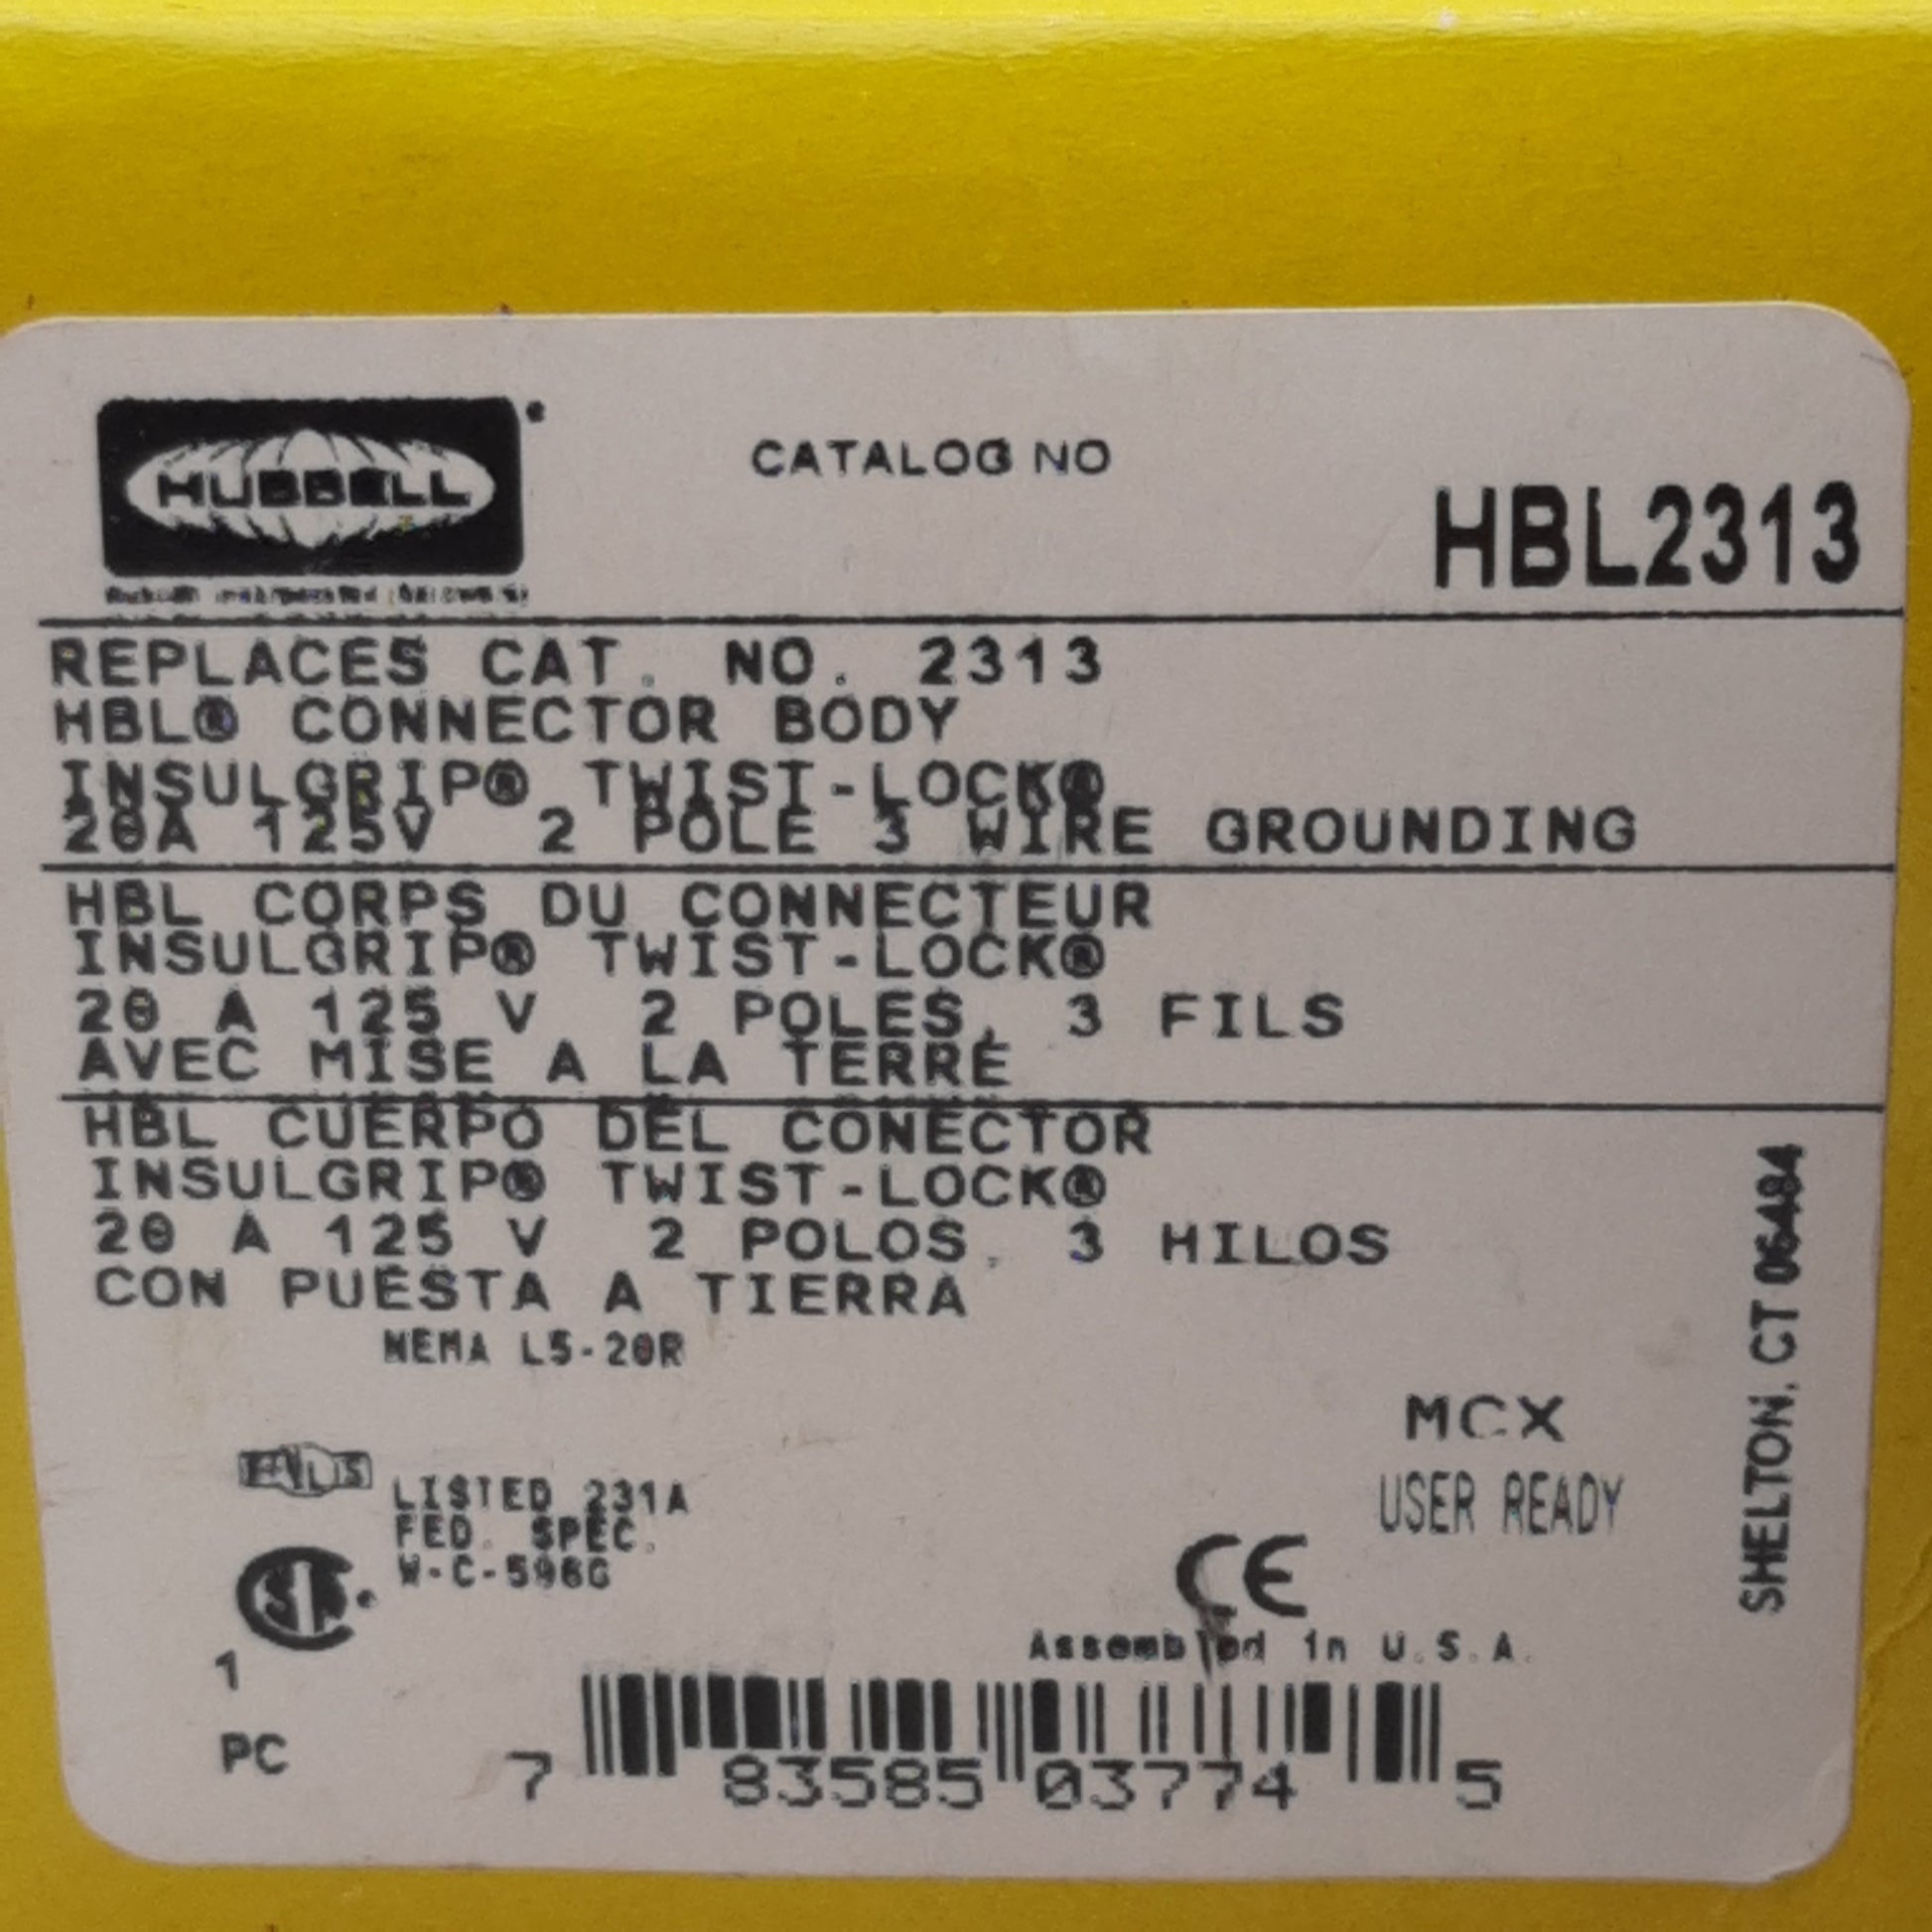 HUBBELL
CATALOG NO
HBL2313
REPLACES CAT. NO. 2313
HBL® CONNECTOR BODY
INSULGRIP® TWIST-LOCK®
20A 125V 2 POLE 3 WIRE GROUNDING
HBL CORPS DU CONNECTEUR
INSULGRIP® TWIST-LOCK®
20 A 125 V 2 POLES, 3 FILS
AVEC MISE A LA TERRE
HBL CUERPO DEL CONECTOR
INSULGRIP® TWIST-LOCK®
20 A 125 V 2 POLOS, 3 HILOS
CON PUESTA A TIERRA
NEMA L5-20R
MCX
USER READY
SHELTON, CT 06484
LISTED 231A
FED. SPEC.
W-C-596G
CE
Assembled in U.S.A.
1
PC
7 83585 03774 5